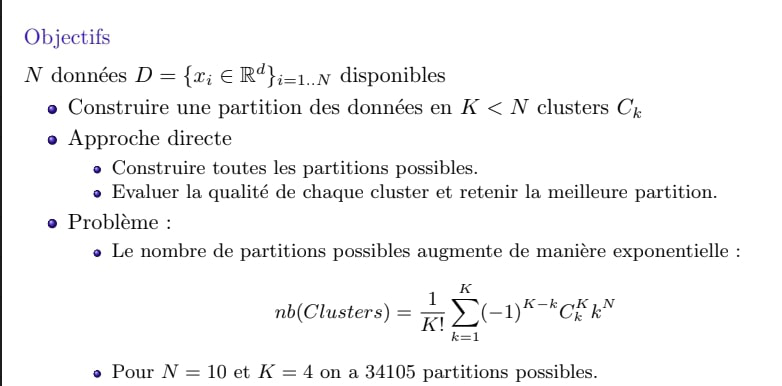 Objectifs
N données D = {x_i ∈ ℝ^d}_{i=1..N} disponibles
• Construire une partition des données en K < N clusters C_k
• Approche directe
• Construire toutes les partitions possibles.
• Evaluer la qualité de chaque cluster et retenir la meilleure partition.
• Problème :
• Le nombre de partitions possibles augmente de manière exponentielle :
nb(Clusters) = \frac{1}{K!} \sum_{k=1}^{K} (-1)^{K-k} C_k^K k^N
• Pour N = 10 et K = 4 on a 34105 partitions possibles.